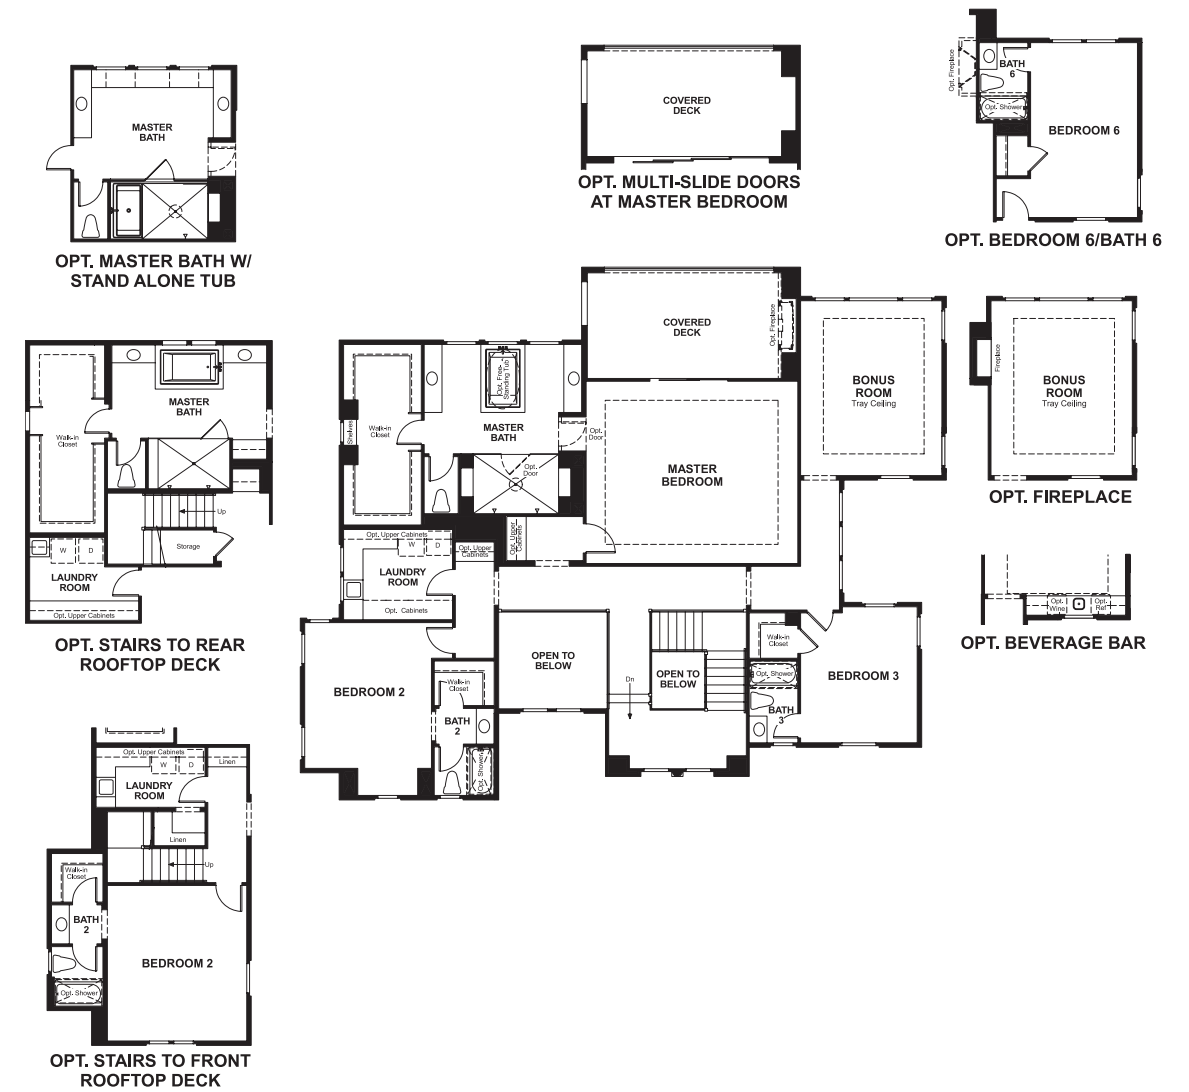 MASTER
BATH
OPT. MASTER BATH W/
STAND ALONE TUB
COVERED
DECK
OPT. MULTI-SLIDE DOORS
AT MASTER BEDROOM
Opt. Fireplace
BATH
6
Opt. Shower
BEDROOM 6
OPT. BEDROOM 6/BATH 6
MASTER
BATH
Walk-in
Closet
Up
Storage
W
D
LAUNDRY
ROOM
Opt. Upper Cabinets
OPT. STAIRS TO REAR
ROOFTOP DECK
COVERED
DECK
Opt. Fireplace
Opt. Free-
Standing Tub
Shelves
Walk-in
Closet
MASTER
BATH
Opt.
Door
Opt.
Door
MASTER
BEDROOM
BONUS
ROOM
Tray Ceiling
Opt. Upper
Cabinets
Opt. Upper Cabinets
W
D
Opt. Upper
Cabinets
LAUNDRY
ROOM
Opt. Cabinets
OPEN TO
BELOW
Dn
OPEN TO
BELOW
Walk-in
Closet
Opt. Shower
BATH
3
BEDROOM 3
BEDROOM 2
Walk-in
Closet
BATH
2
Opt. Shower
Fireplace
BONUS
ROOM
Tray Ceiling
OPT. FIREPLACE
Opt.
Wine
Opt.
Ref.
OPT. BEVERAGE BAR
Opt. Upper Cabinets
W
D
Linen
LAUNDRY
ROOM
Linen
Up
Walk-in
Closet
BATH
2
BEDROOM 2
Opt. Shower
OPT. STAIRS TO FRONT
ROOFTOP DECK